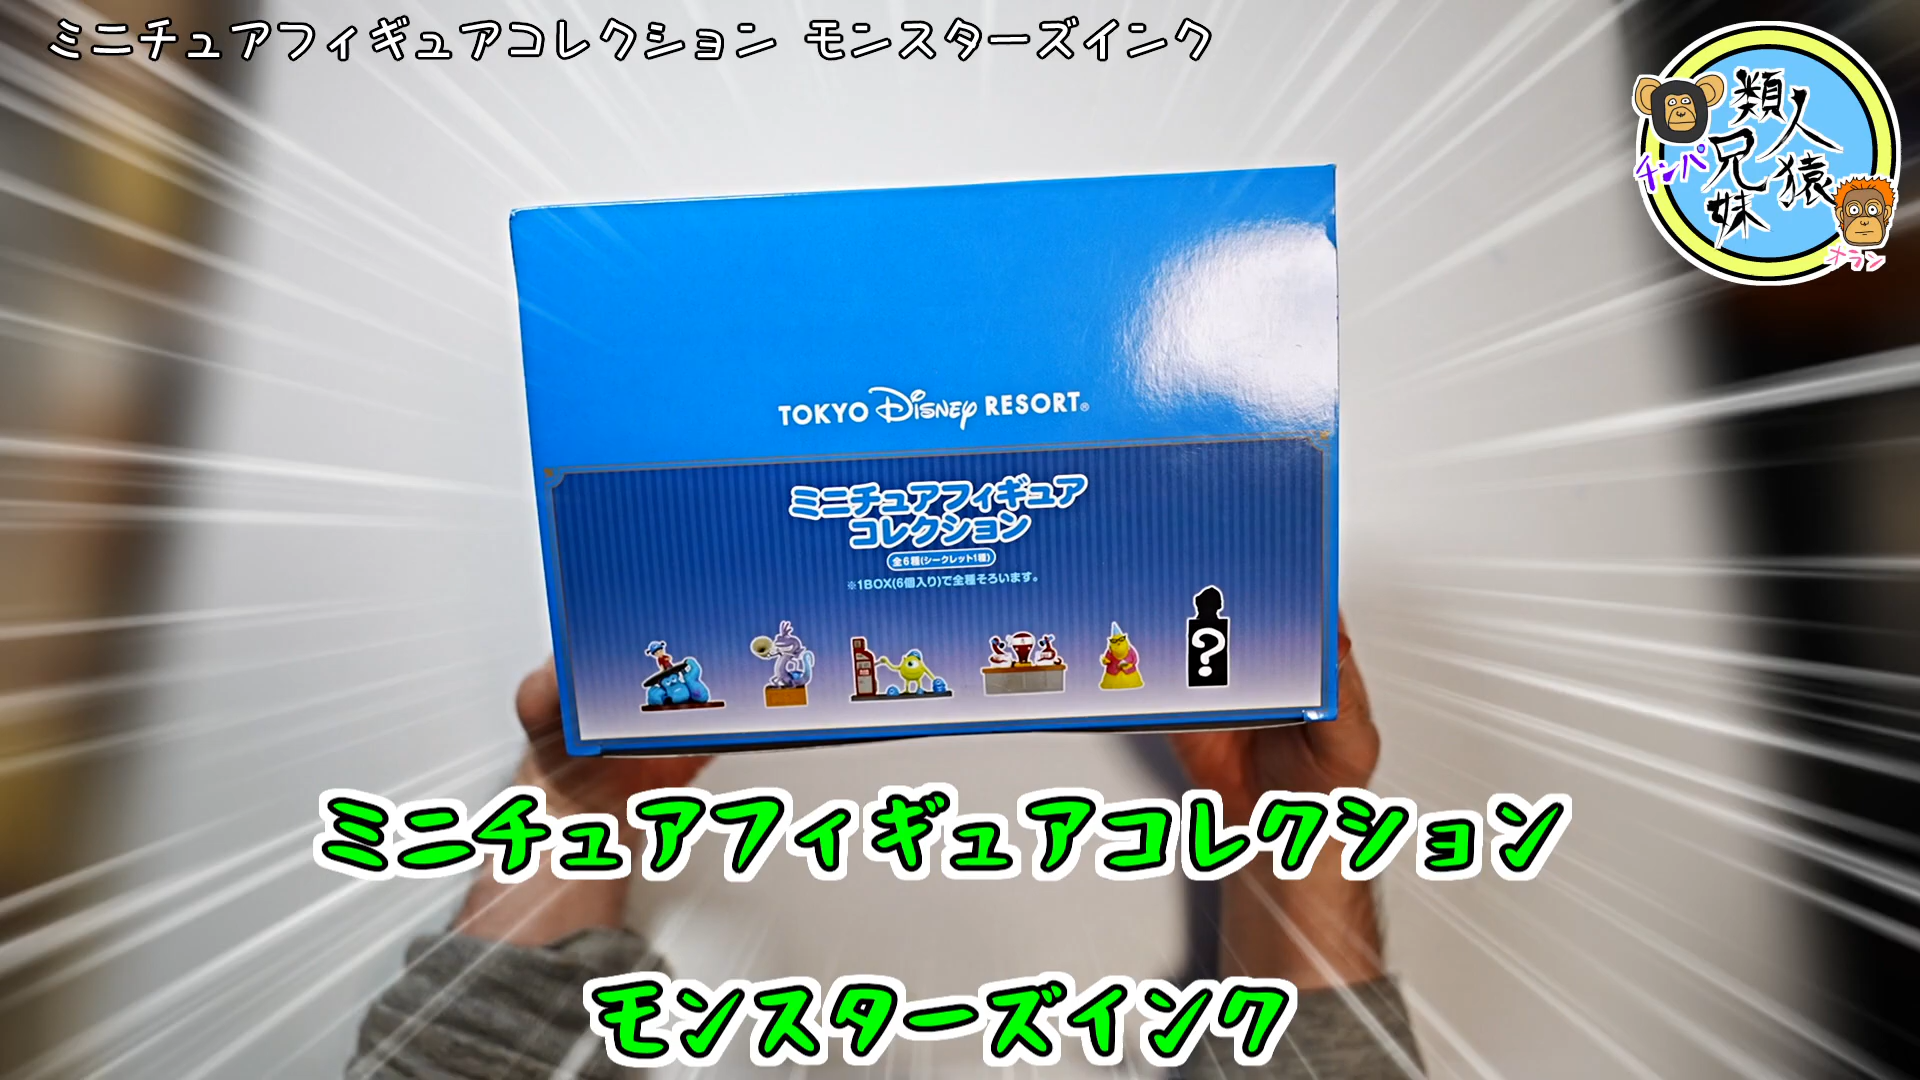 ミニチュアフィギュアコレクション モンスターズインク
類人猿
兄妹
チンパ
オラン
TOKYO Disney RESORT®
ミニチュアフィギュア
コレクション
全6種(シークレット1種)
※1BOX(6個入り)で全種そろいます。
?
ミニチュアフィギュアコレクション
モンスターズインク